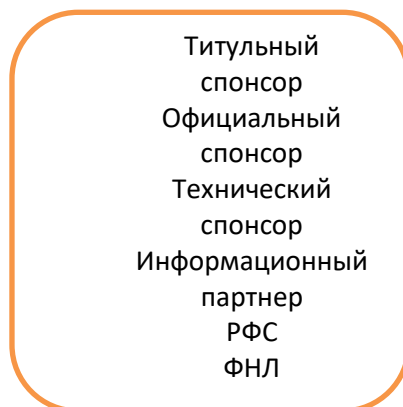 Титульный
спонсор
Официальный
спонсор
Технический
спонсор
Информационный
партнер
РФС
ФНЛ